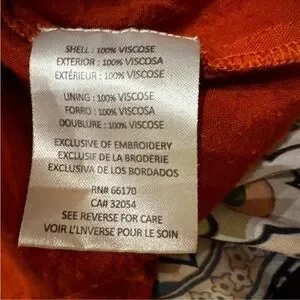 SHELL : 100% VISCOSE
EXTERIOR : 100% VISCOSA
EXTÉRIEUR : 100% VISCOSE
LINING : 100% VISCOSE
FORRO : 100% VISCOSA
DOUBLURE : 100% VISCOSE
EXCLUSIVE OF EMBROIDERY
EXCLUSIF DE LA BRODERIE
EXCLUSIVA DE LOS BORDADOS
RN# 66170
CA# 32054
SEE REVERSE FOR CARE
VOIR L'LNVERSE POUR LE SOIN